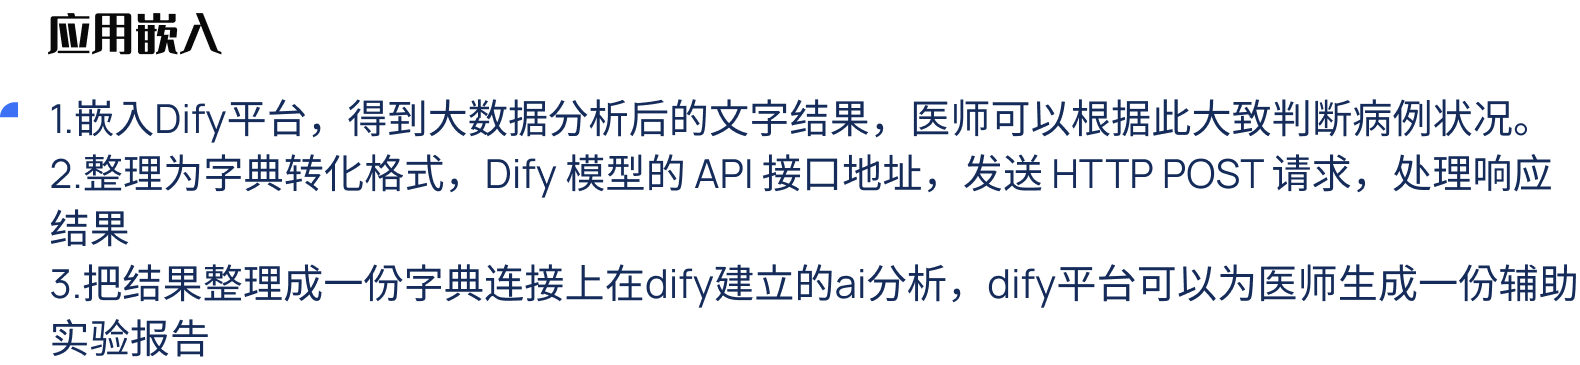 应用嵌入
1.嵌入Dify平台，得到大数据分析后的文字结果，医师可以根据此大致判断病例状况。
2.整理为字典转化格式，Dify 模型的 API 接口地址，发送 HTTP POST 请求，处理响应
结果
3.把结果整理成一份字典连接上在dify建立的ai分析，dify平台可以为医师生成一份辅助
实验报告